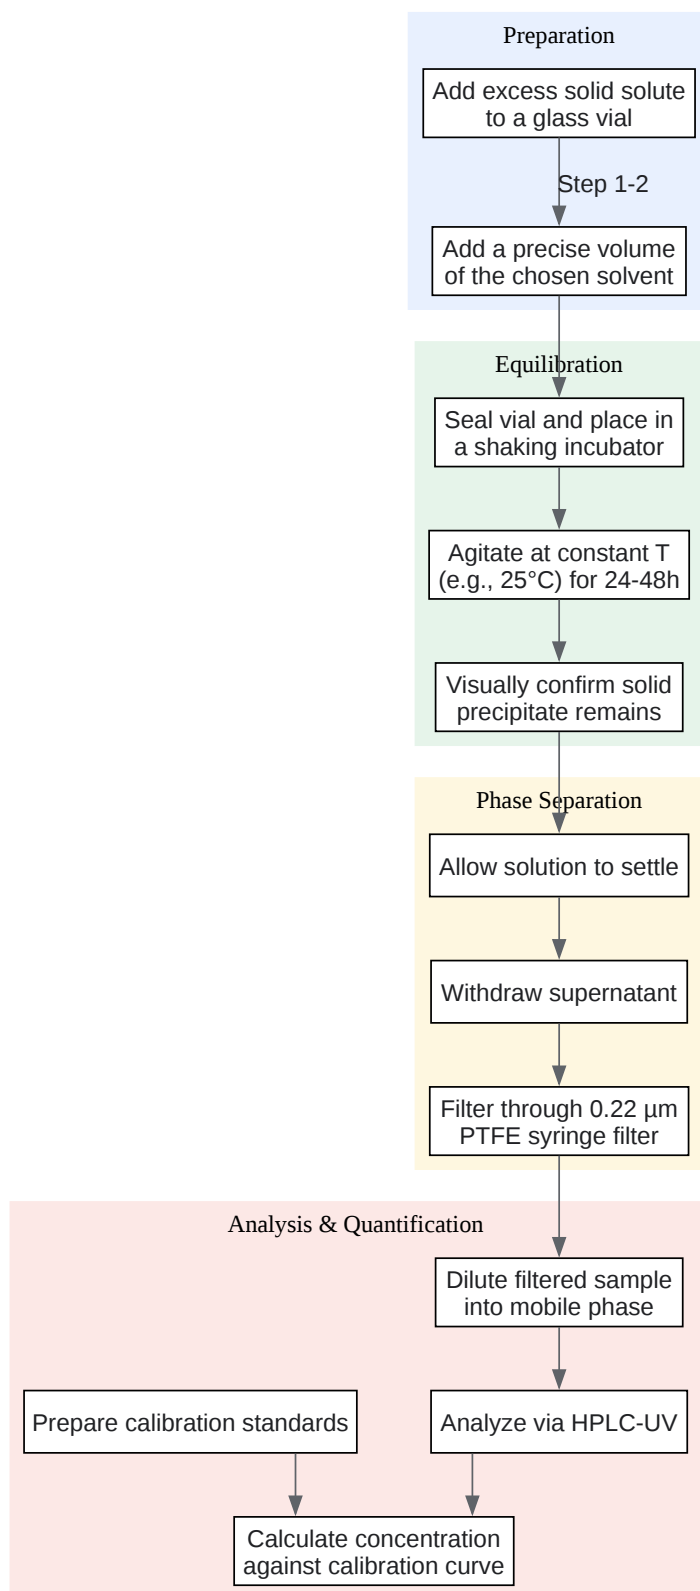 Preparation
Add excess solid solute
to a glass vial
Step 1-2
Add a precise volume
of the chosen solvent
Equilibration
Seal vial and place in
a shaking incubator
Agitate at constant T
(e.g., 25°C) for 24-48h
Visually confirm solid
precipitate remains
Phase Separation
Allow solution to settle
Withdraw supernatant
Filter through 0.22 µm
PTFE syringe filter
Analysis & Quantification
Dilute filtered sample
into mobile phase
Prepare calibration standards
Analyze via HPLC-UV
Calculate concentration
against calibration curve